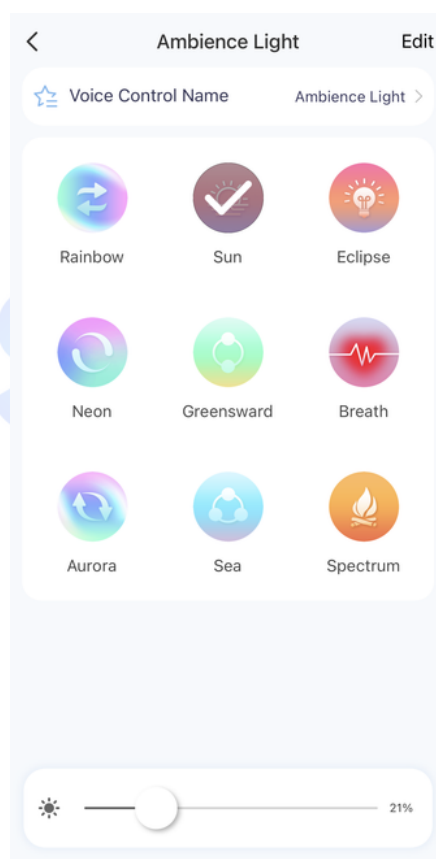 Ambience Light Edit
Voice Control Name Ambience Light
Rainbow Sun Eclipse
Neon Greensward Breath
Aurora Sea Spectrum
21%